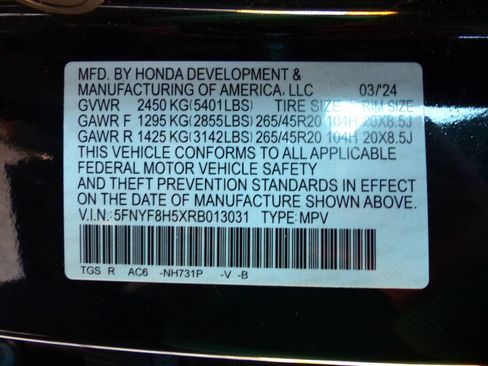 MFD. BY HONDA DEVELOPMENT &
MANUFACTURING OF AMERICA, LLC 03/'24
GVWR 2450 KG(5401LBS) TIRE SIZE RIM SIZE
GAWR F 1295 KG(2855LBS) 265/45R20 104H 20X8.5J
GAWR R 1425 KG(3142LBS) 265/45R20 104H 20X8.5J
THIS VEHICLE CONFORMS TO ALL APPLICABLE
FEDERAL MOTOR VEHICLE SAFETY
AND THEFT PREVENTION STANDARDS IN EFFECT
ON THE DATE OF MANUFACTURE SHOWN ABOVE.
V.I.N.:5FNYF8H5XRB013031 TYPE: MPV
TGS R AC6 -NH731P -V -B